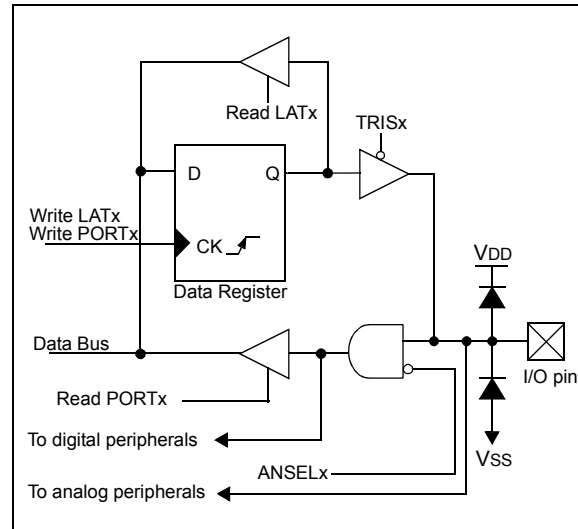 Read LATx
TRISx
D
Q
Write LATx
Write PORTx
CK
Data Register
VDD
Data Bus
I/O pin
Read PORTx
To digital peripherals
VSS
ANSELx
To analog peripherals